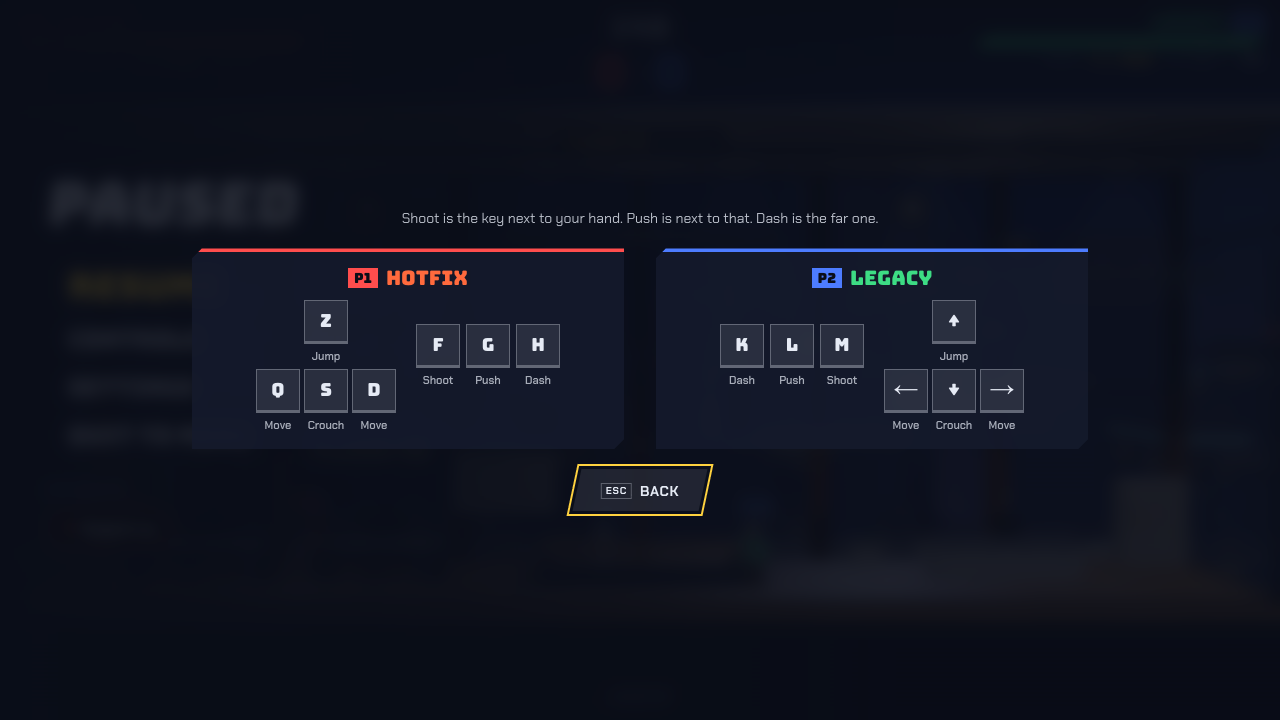 PAUSED
Shoot is the key next to your hand. Push is next to that. Dash is the far one.
P1 HOTFIX
Z
Jump
F G H
Shoot Push Dash
Q S D
Move Crouch Move
P2 LEGACY
↑
Jump
K L M
Dash Push Shoot
← ↓ →
Move Crouch Move
ESC BACK